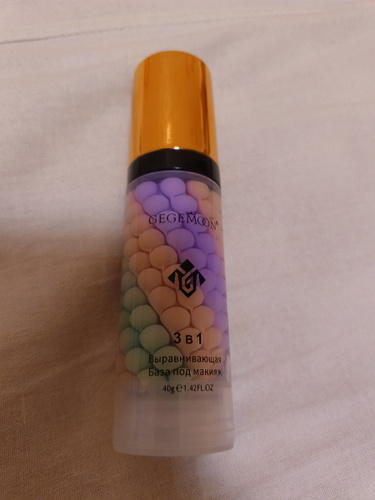 GEGEMOON®
3 в 1
Выравнивающая
База под макияж
40g ℮ 1.42FL.OZ